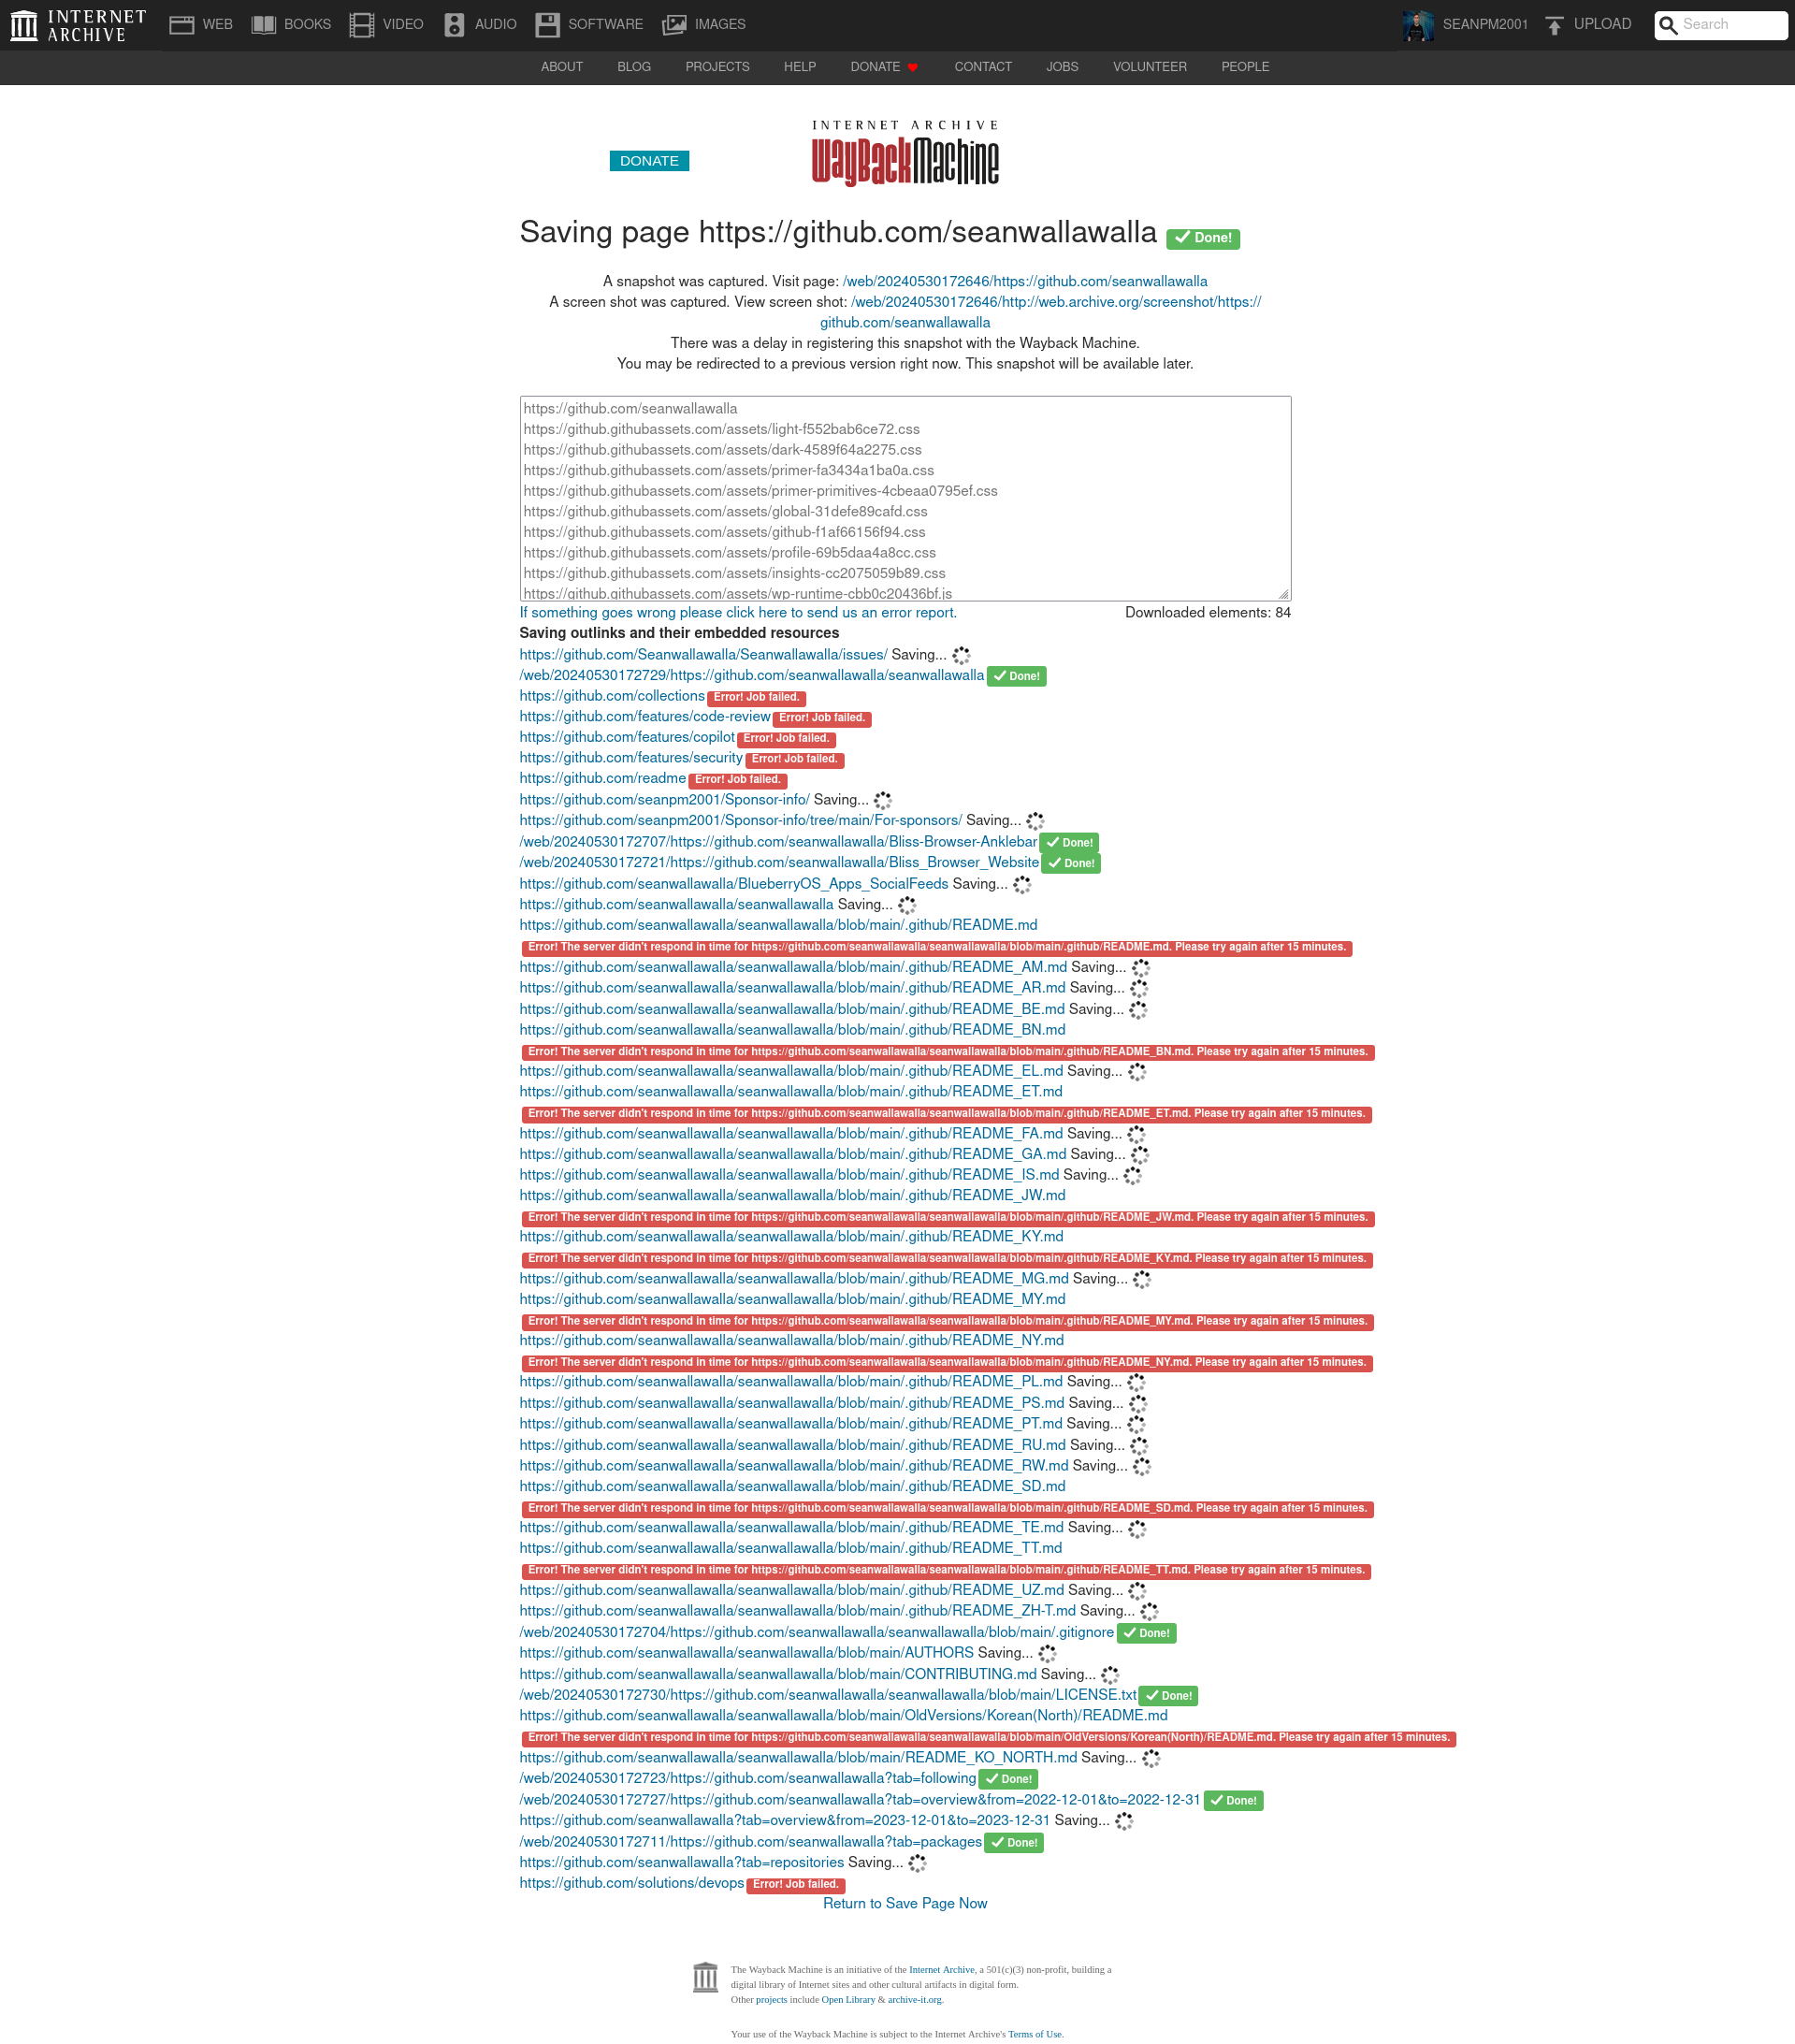 INTERNET ARCHIVE
WEB BOOKS VIDEO AUDIO SOFTWARE IMAGES SEANPM2001 UPLOAD Search
ABOUT BLOG PROJECTS HELP DONATE CONTACT JOBS VOLUNTEER PEOPLE
INTERNET ARCHIVE
DONATE WayBackMachine
Saving page https://github.com/seanwallawalla Done!
A snapshot was captured. Visit page: /web/20240530172646/https://github.com/seanwallawalla
A screen shot was captured. View screen shot: /web/20240530172646/http://web.archive.org/screenshot/https://
github.com/seanwallawalla
There was a delay in registering this snapshot with the Wayback Machine.
You may be redirected to a previous version right now. This snapshot will be available later.
https://github.com/seanwallawalla
https://github.githubassets.com/assets/light-f552bab6ce72.css
https://github.githubassets.com/assets/dark-4589f64a2275.css
https://github.githubassets.com/assets/primer-fa3434a1ba0a.css
https://github.githubassets.com/assets/primer-primitives-4cbeaa0795ef.css
https://github.githubassets.com/assets/global-31defe89cafd.css
https://github.githubassets.com/assets/github-f1af66156f94.css
https://github.githubassets.com/assets/profile-69b5daa4a8cc.css
https://github.githubassets.com/assets/insights-cc2075059b89.css
https://github.githubassets.com/assets/wp-runtime-cbb0c20436bf.js
If something goes wrong please click here to send us an error report. Downloaded elements: 84
Saving outlinks and their embedded resources
https://github.com/Seanwallawalla/Seanwallawalla/issues/ Saving...
/web/20240530172729/https://github.com/seanwallawalla/seanwallawalla Done!
https://github.com/collections Error! Job failed.
https://github.com/features/code-review Error! Job failed.
https://github.com/features/copilot Error! Job failed.
https://github.com/features/security Error! Job failed.
https://github.com/readme Error! Job failed.
https://github.com/seanpm2001/Sponsor-info/ Saving...
https://github.com/seanpm2001/Sponsor-info/tree/main/For-sponsors/ Saving...
/web/20240530172707/https://github.com/seanwallawalla/Bliss-Browser-Anklebar Done!
/web/20240530172721/https://github.com/seanwallawalla/Bliss_Browser_Website Done!
https://github.com/seanwallawalla/BlueberryOS_Apps_SocialFeeds Saving...
https://github.com/seanwallawalla/seanwallawalla Saving...
https://github.com/seanwallawalla/seanwallawalla/blob/main/.github/README.md
Error! The server didn't respond in time for https://github.com/seanwallawalla/seanwallawalla/blob/main/.github/README.md. Please try again after 15 minutes.
https://github.com/seanwallawalla/seanwallawalla/blob/main/.github/README_AM.md Saving...
https://github.com/seanwallawalla/seanwallawalla/blob/main/.github/README_AR.md Saving...
https://github.com/seanwallawalla/seanwallawalla/blob/main/.github/README_BE.md Saving...
https://github.com/seanwallawalla/seanwallawalla/blob/main/.github/README_BN.md
Error! The server didn't respond in time for https://github.com/seanwallawalla/seanwallawalla/blob/main/.github/README_BN.md. Please try again after 15 minutes.
https://github.com/seanwallawalla/seanwallawalla/blob/main/.github/README_EL.md Saving...
https://github.com/seanwallawalla/seanwallawalla/blob/main/.github/README_ET.md
Error! The server didn't respond in time for https://github.com/seanwallawalla/seanwallawalla/blob/main/.github/README_ET.md. Please try again after 15 minutes.
https://github.com/seanwallawalla/seanwallawalla/blob/main/.github/README_FA.md Saving...
https://github.com/seanwallawalla/seanwallawalla/blob/main/.github/README_GA.md Saving...
https://github.com/seanwallawalla/seanwallawalla/blob/main/.github/README_IS.md Saving...
https://github.com/seanwallawalla/seanwallawalla/blob/main/.github/README_JW.md
Error! The server didn't respond in time for https://github.com/seanwallawalla/seanwallawalla/blob/main/.github/README_JW.md. Please try again after 15 minutes.
https://github.com/seanwallawalla/seanwallawalla/blob/main/.github/README_KY.md
Error! The server didn't respond in time for https://github.com/seanwallawalla/seanwallawalla/blob/main/.github/README_KY.md. Please try again after 15 minutes.
https://github.com/seanwallawalla/seanwallawalla/blob/main/.github/README_MG.md Saving...
https://github.com/seanwallawalla/seanwallawalla/blob/main/.github/README_MY.md
Error! The server didn't respond in time for https://github.com/seanwallawalla/seanwallawalla/blob/main/.github/README_MY.md. Please try again after 15 minutes.
https://github.com/seanwallawalla/seanwallawalla/blob/main/.github/README_NY.md
Error! The server didn't respond in time for https://github.com/seanwallawalla/seanwallawalla/blob/main/.github/README_NY.md. Please try again after 15 minutes.
https://github.com/seanwallawalla/seanwallawalla/blob/main/.github/README_PL.md Saving...
https://github.com/seanwallawalla/seanwallawalla/blob/main/.github/README_PS.md Saving...
https://github.com/seanwallawalla/seanwallawalla/blob/main/.github/README_PT.md Saving...
https://github.com/seanwallawalla/seanwallawalla/blob/main/.github/README_RU.md Saving...
https://github.com/seanwallawalla/seanwallawalla/blob/main/.github/README_RW.md Saving...
https://github.com/seanwallawalla/seanwallawalla/blob/main/.github/README_SD.md
Error! The server didn't respond in time for https://github.com/seanwallawalla/seanwallawalla/blob/main/.github/README_SD.md. Please try again after 15 minutes.
https://github.com/seanwallawalla/seanwallawalla/blob/main/.github/README_TE.md Saving...
https://github.com/seanwallawalla/seanwallawalla/blob/main/.github/README_TT.md
Error! The server didn't respond in time for https://github.com/seanwallawalla/seanwallawalla/blob/main/.github/README_TT.md. Please try again after 15 minutes.
https://github.com/seanwallawalla/seanwallawalla/blob/main/.github/README_UZ.md Saving...
https://github.com/seanwallawalla/seanwallawalla/blob/main/.github/README_ZH-T.md Saving...
/web/20240530172704/https://github.com/seanwallawalla/seanwallawalla/blob/main/.gitignore Done!
https://github.com/seanwallawalla/seanwallawalla/blob/main/AUTHORS Saving...
https://github.com/seanwallawalla/seanwallawalla/blob/main/CONTRIBUTING.md Saving...
/web/20240530172730/https://github.com/seanwallawalla/seanwallawalla/blob/main/LICENSE.txt Done!
https://github.com/seanwallawalla/seanwallawalla/blob/main/OldVersions/Korean(North)/README.md
Error! The server didn't respond in time for https://github.com/seanwallawalla/seanwallawalla/blob/main/OldVersions/Korean(North)/README.md. Please try again after 15 minutes.
https://github.com/seanwallawalla/seanwallawalla/blob/main/README_KO_NORTH.md Saving...
/web/20240530172723/https://github.com/seanwallawalla?tab=following Done!
/web/20240530172727/https://github.com/seanwallawalla?tab=overview&from=2022-12-01&to=2022-12-31 Done!
https://github.com/seanwallawalla?tab=overview&from=2023-12-01&to=2023-12-31 Saving...
/web/20240530172711/https://github.com/seanwallawalla?tab=packages Done!
https://github.com/seanwallawalla?tab=repositories Saving...
https://github.com/solutions/devops Error! Job failed.
Return to Save Page Now
The Wayback Machine is an initiative of the Internet Archive, a 501(c)(3) non-profit, building a
digital library of Internet sites and other cultural artifacts in digital form.
Other projects include Open Library & archive-it.org.
Your use of the Wayback Machine is subject to the Internet Archive's Terms of Use.